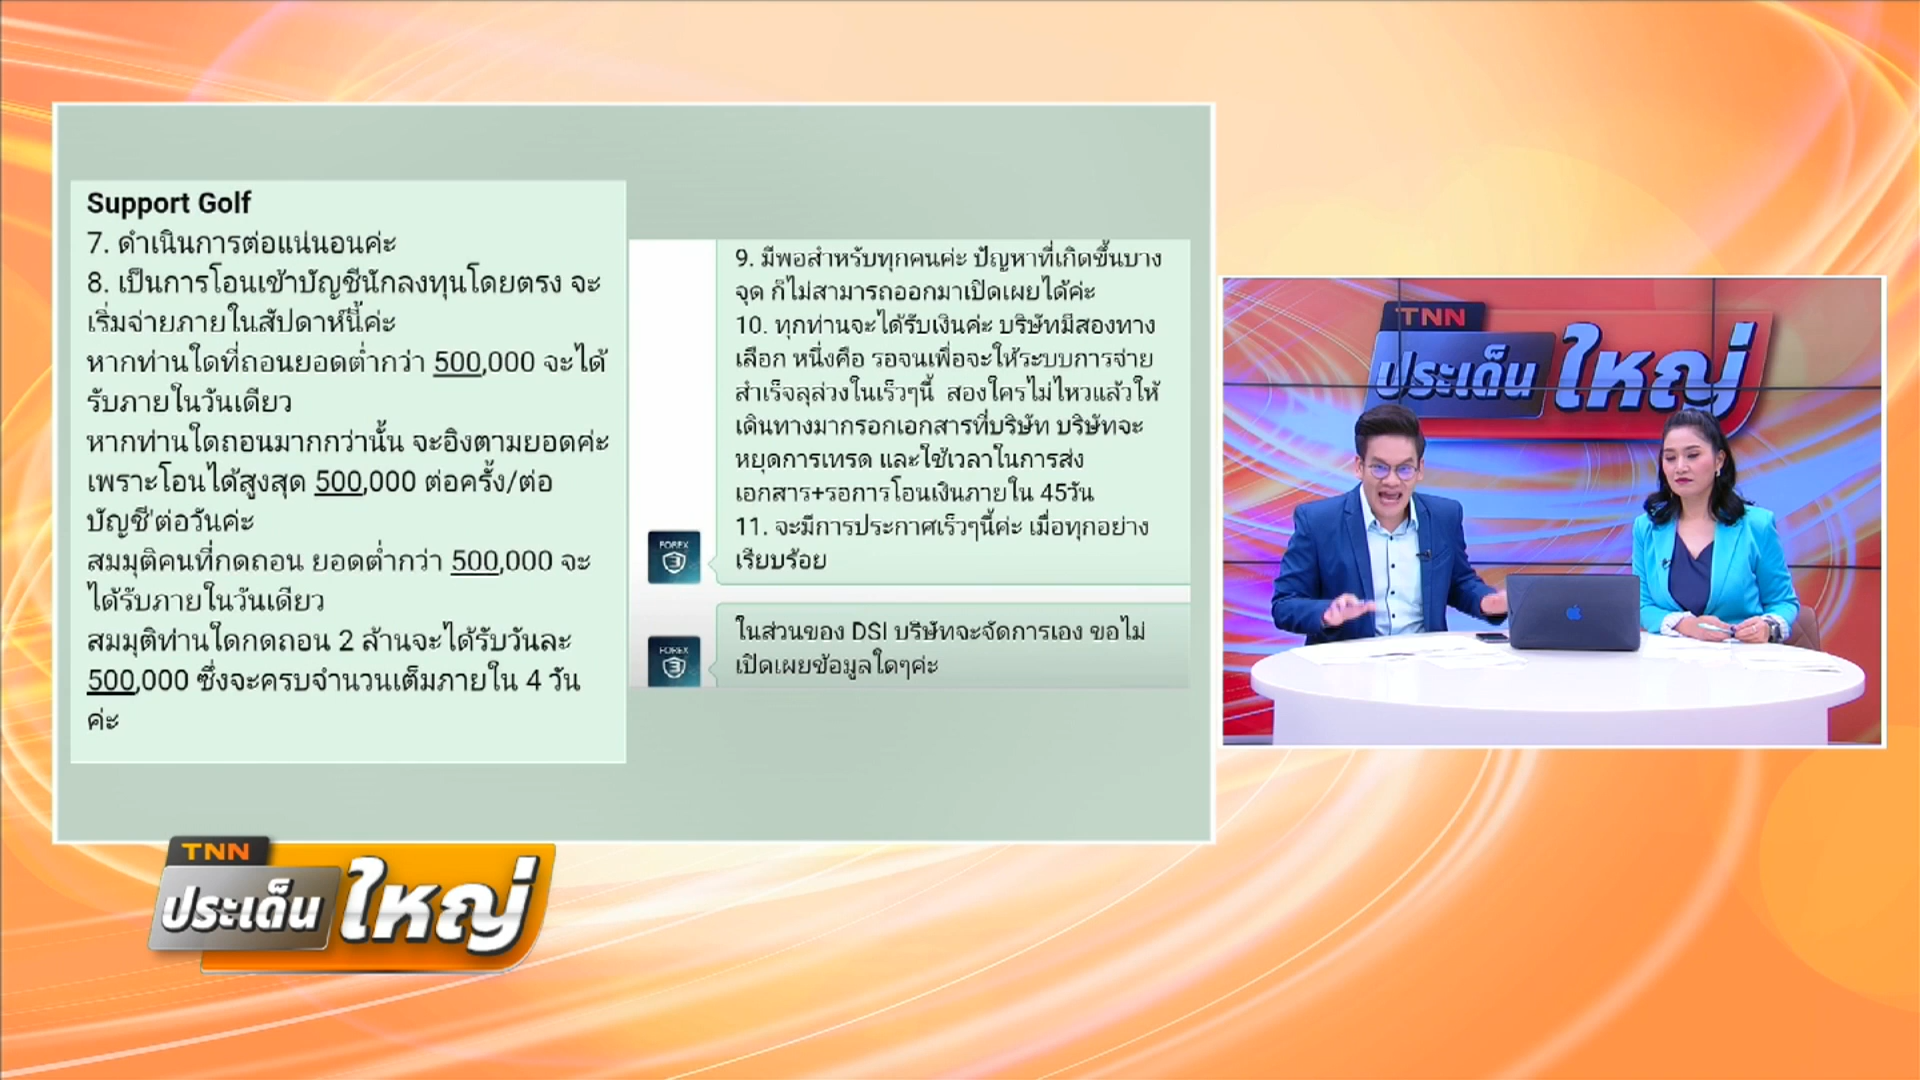 Support Golf
7. ดำเนินการต่อแน่นอนค่ะ
8. เป็นการโอนเข้าบัญชีนักลงทุนโดยตรง จะ
เริ่มจ่ายภายในสัปดาห์นี้ค่ะ
หากท่านใดที่ถอนยอดต่ำกว่า 500,000 จะได้
รับภายในวันเดียว
หากท่านใดถอนมากกว่านั้น จะอิงตามยอดค่ะ
เพราะโอนได้สูงสุด 500,000 ต่อครั้ง/ต่อ
บัญชี'ต่อวันค่ะ
สมมุติคนที่กดถอน ยอดต่ำกว่า 500,000 จะ
ได้รับภายในวันเดียว
สมมุติท่านใดกดถอน 2 ล้านจะได้รับวันละ
500,000 ซึ่งจะครบจำนวนเต็มภายใน 4 วัน
ค่ะ
9. มีพอสำหรับทุกคนค่ะ ปัญหาที่เกิดขึ้นบาง
จุด ก็ไม่สามารถออกมาเปิดเผยได้ค่ะ
10. ทุกท่านจะได้รับเงินค่ะ บริษัทมีสองทาง
เลือก หนึ่งคือ รอจนเพื่อจะให้ระบบการจ่าย
สำเร็จลุล่วงในเร็วๆนี้ สองใครไม่ไหวแล้วให้
เดินทางมากรอกเอกสารที่บริษัท บริษัทจะ
หยุดการเทรด และใช้เวลาในการส่ง
เอกสาร+รอการโอนเงินภายใน 45วัน
11. จะมีการประกาศเร็วๆนี้ค่ะ เมื่อทุกอย่าง
เรียบร้อย
FOREX
3
ในส่วนของ DSI บริษัทจะจัดการเอง ขอไม่
เปิดเผยข้อมูลใดๆค่ะ
FOREX
3
TNN
ประเด็นใหญ่
TNN
ประเด็นใหญ่